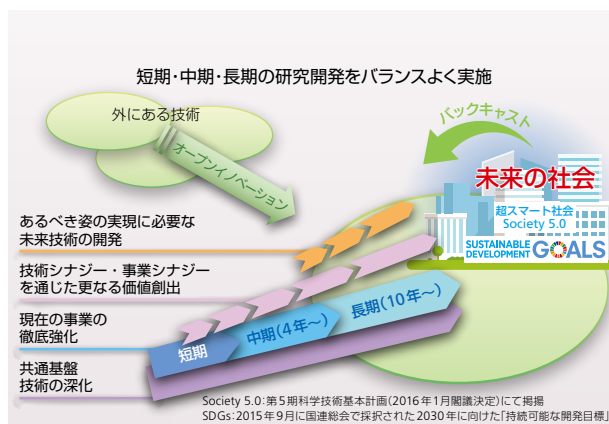 短期・中期・長期の研究開発をバランスよく実施
外にある技術
オープンイノベーション
バックキャスト
未来の社会
超スマート社会
Society 5.0
SUSTAINABLE
DEVELOPMENT GOALS
あるべき姿の実現に必要な
未来技術の開発
技術シナジー・事業シナジー
を通じた更なる価値創出
現在の事業の
徹底強化
共通基盤
技術の深化
短期
中期(4年～)
長期(10年～)
Society 5.0:第5期科学技術基本計画(2016年1月閣議決定)にて掲揚
SDGs:2015年9月に国連総会で採択された2030年に向けた「持続可能な開発目標」